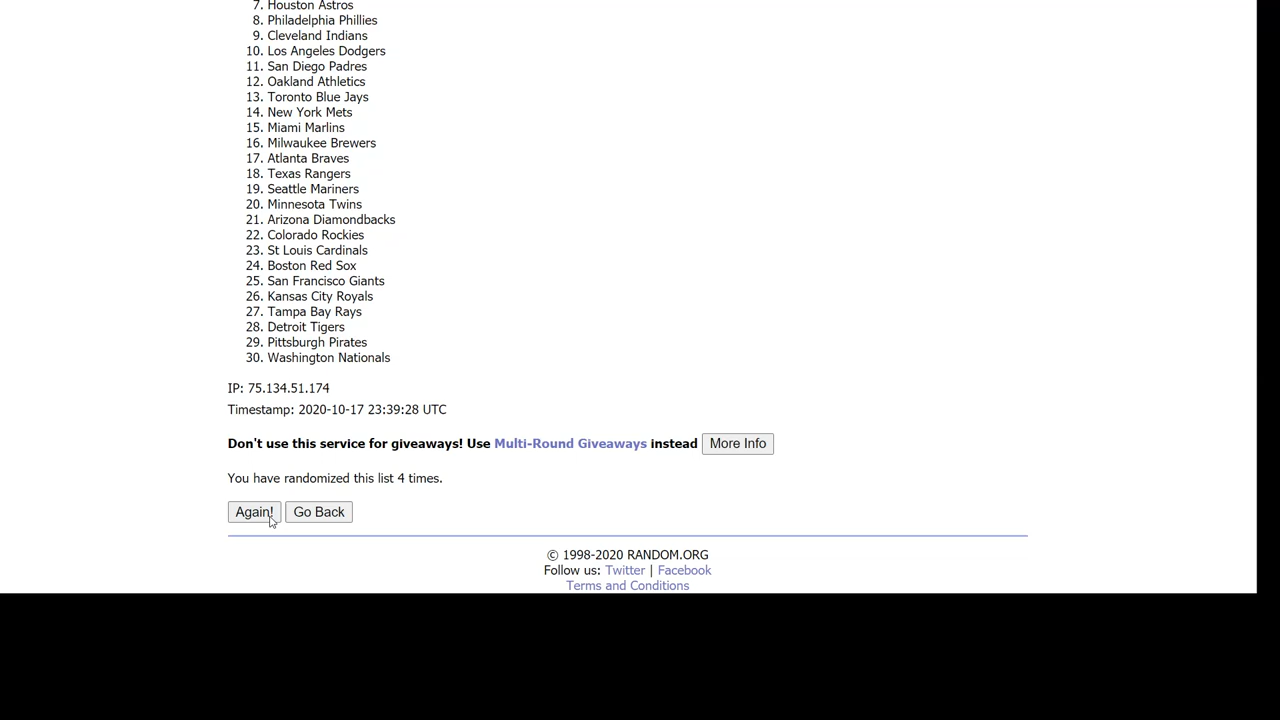 7. Houston Astros
8. Philadelphia Phillies
9. Cleveland Indians
10. Los Angeles Dodgers
11. San Diego Padres
12. Oakland Athletics
13. Toronto Blue Jays
14. New York Mets
15. Miami Marlins
16. Milwaukee Brewers
17. Atlanta Braves
18. Texas Rangers
19. Seattle Mariners
20. Minnesota Twins
21. Arizona Diamondbacks
22. Colorado Rockies
23. St Louis Cardinals
24. Boston Red Sox
25. San Francisco Giants
26. Kansas City Royals
27. Tampa Bay Rays
28. Detroit Tigers
29. Pittsburgh Pirates
30. Washington Nationals
IP: 75.134.51.174
Timestamp: 2020-10-17 23:39:28 UTC
Don't use this service for giveaways! Use Multi-Round Giveaways instead More Info
You have randomized this list 4 times.
Again! Go Back
© 1998-2020 RANDOM.ORG
Follow us: Twitter | Facebook
Terms and Conditions